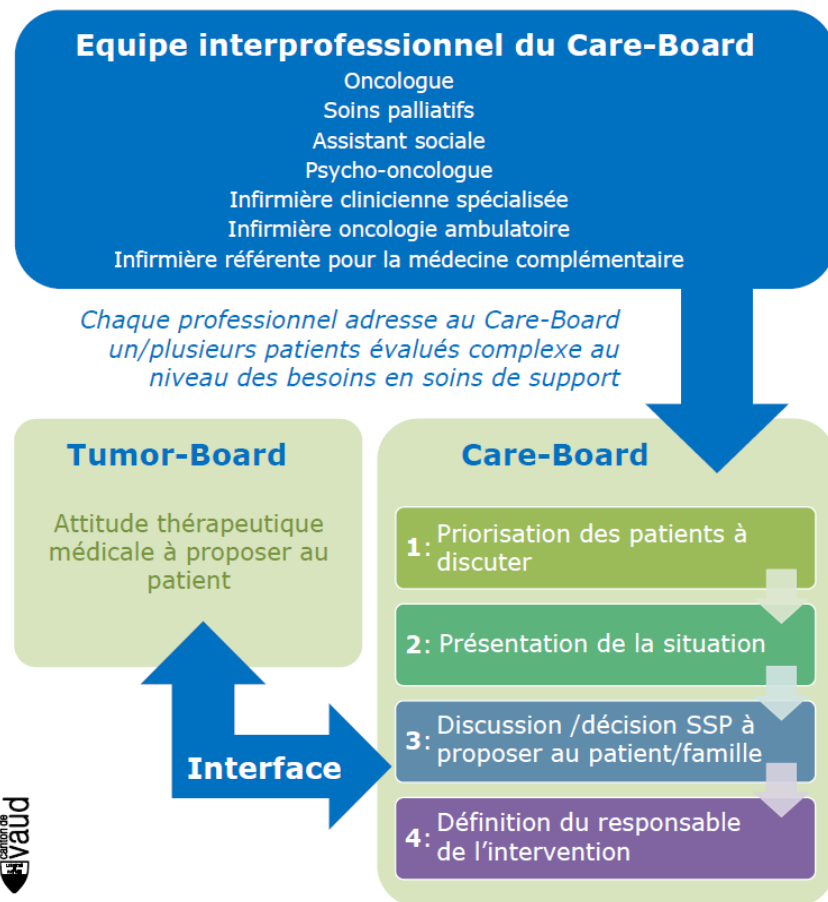 Equipe interprofessionnel du Care-Board
Oncologue
Soins palliatifs
Assistant sociale
Psycho-oncologue
Infirmière clinicienne spécialisée
Infirmière oncologie ambulatoire
Infirmière référente pour la médecine complémentaire
Chaque professionnel adresse au Care-Board
un/plusieurs patients évalués complexe au
niveau des besoins en soins de support
Tumor-Board
Attitude thérapeutique
médicale à proposer au
patient
Care-Board
1: Priorisation des patients à
discuter
2: Présentation de la situation
3: Discussion /décision SSP à
proposer au patient/famille
4: Définition du responsable
de l'intervention
Interface
canton de
vaud